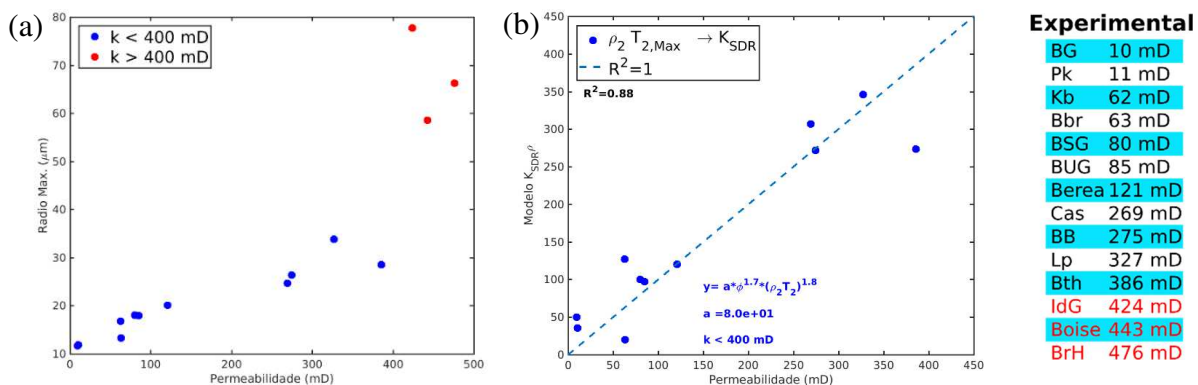 (a)
k < 400 mD
k > 400 mD
80
70
60
50
40
30
20
10
Radio Max. (μm)
0
100
200
300
400
500
Permeabilidade (mD)
(b)
ρ₂ T₂,Max → K_SDR
R²=1
R²=0.88
450
400
350
300
250
200
150
100
50
0
Modelo K_SDRρ
y= a*ϕ^1.7*(ρ₂T₂)^1.8
a =8.0e+01
k < 400 mD
0
50
100
150
200
250
300
350
400
450
Permeabilidade (mD)
Experimental
BG 10 mD
Pk 11 mD
Kb 62 mD
Bbr 63 mD
BSG 80 mD
BUG 85 mD
Berea 121 mD
Cas 269 mD
BB 275 mD
Lp 327 mD
Bth 386 mD
IdG 424 mD
Boise 443 mD
BrH 476 mD